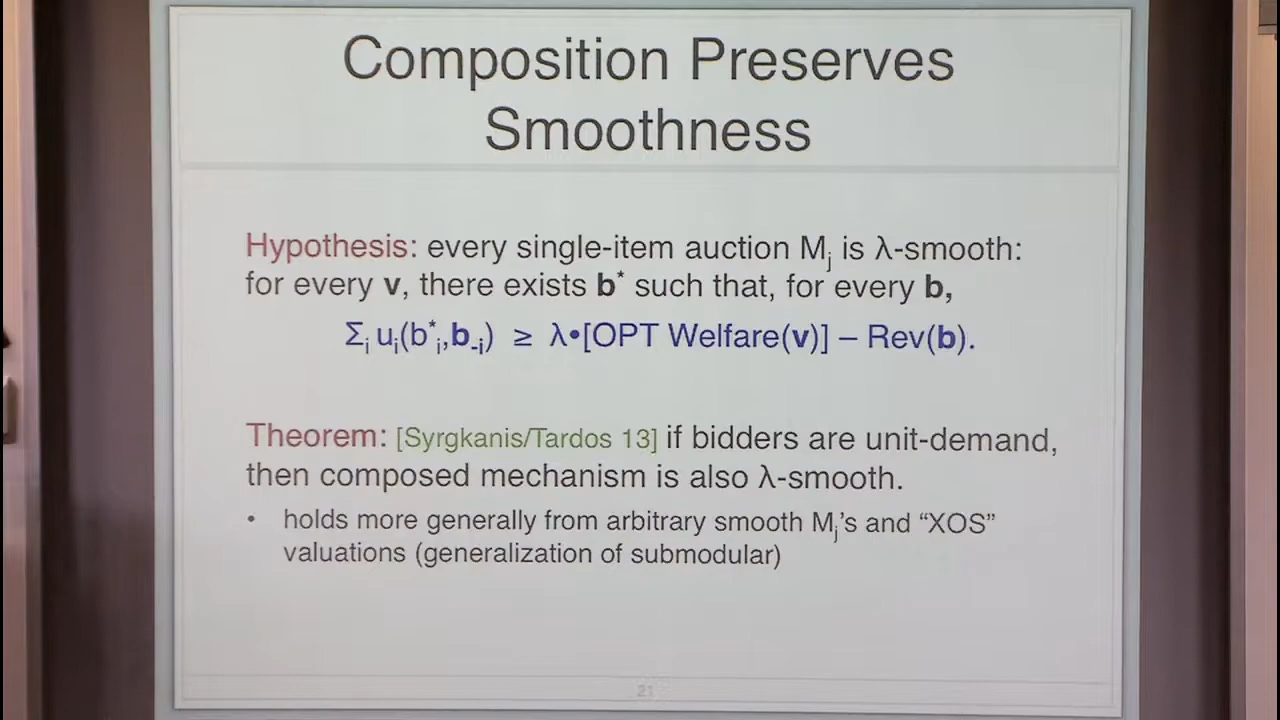 Composition Preserves
Smoothness
Hypothesis: every single-item auction Mj is λ-smooth:
for every v, there exists b* such that, for every b,
Σi ui(b*i,b-i) ≥ λ•[OPT Welfare(v)] – Rev(b).
Theorem: [Syrgkanis/Tardos 13] if bidders are unit-demand,
then composed mechanism is also λ-smooth.
• holds more generally from arbitrary smooth Mj's and “XOS”
valuations (generalization of submodular)
21